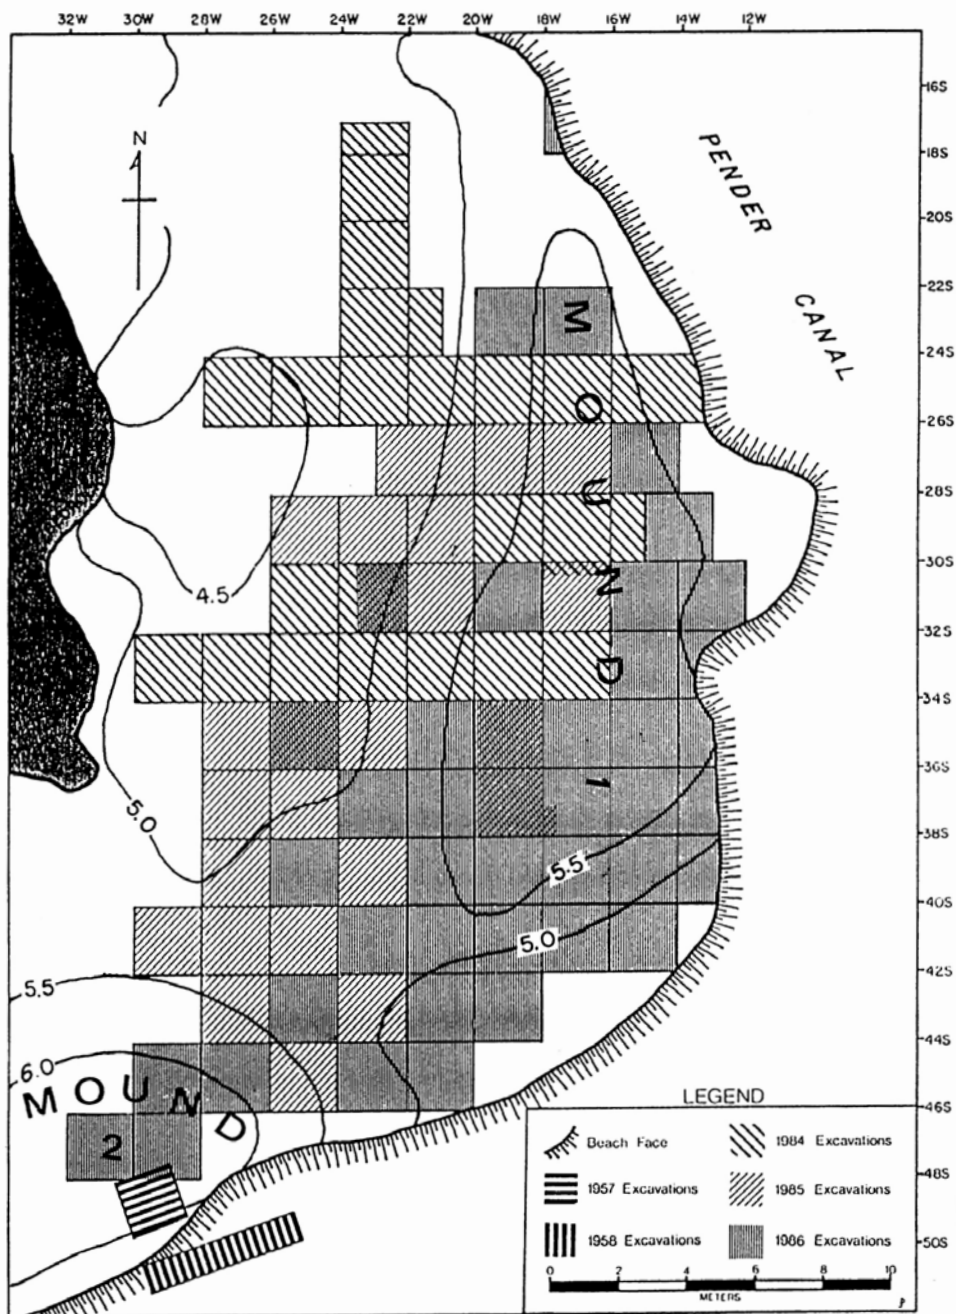 32W 30W 28W 26W 24W 22W 20W 18W 16W 14W 12W
16S
18S
20S
22S
24S
26S
28S
30S
32S
34S
36S
38S
40S
42S
44S
46S
48S
50S
N
PENDER
CANAL
MOUND 1
4.5
5.0
5.5
5.0
5.5
6.0
MOUND
2
LEGEND
Beach Face
1984 Excavations
1957 Excavations
1985 Excavations
1958 Excavations
1986 Excavations
0 2 4 6 8 10
METERS